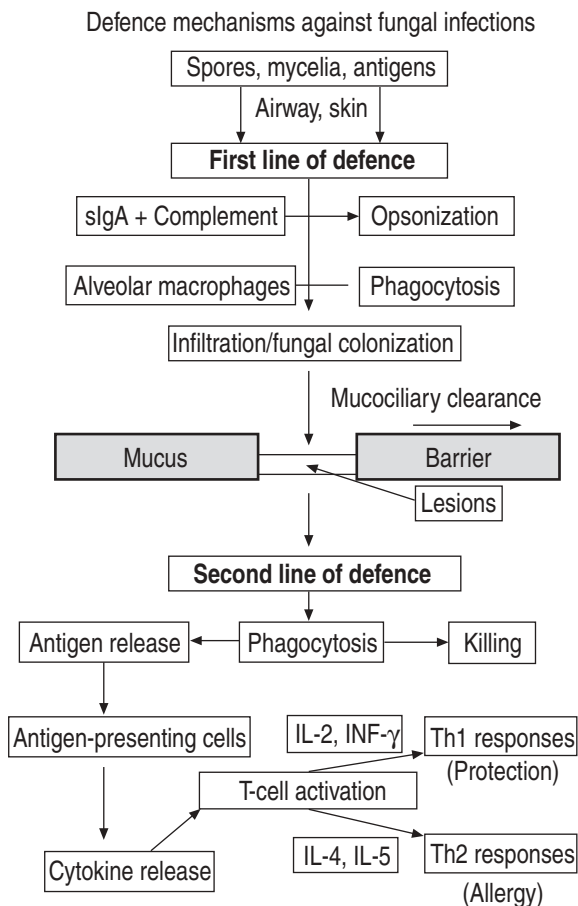 Defence mechanisms against fungal infections
Spores, mycelia, antigens
Airway, skin
First line of defence
sIgA + Complement
Opsonization
Alveolar macrophages
Phagocytosis
Infiltration/fungal colonization
Mucociliary clearance
Mucus
Barrier
Lesions
Second line of defence
Antigen release
Phagocytosis
Killing
Antigen-presenting cells
IL-2, INF-γ
Th1 responses
(Protection)
T-cell activation
Cytokine release
IL-4, IL-5
Th2 responses
(Allergy)